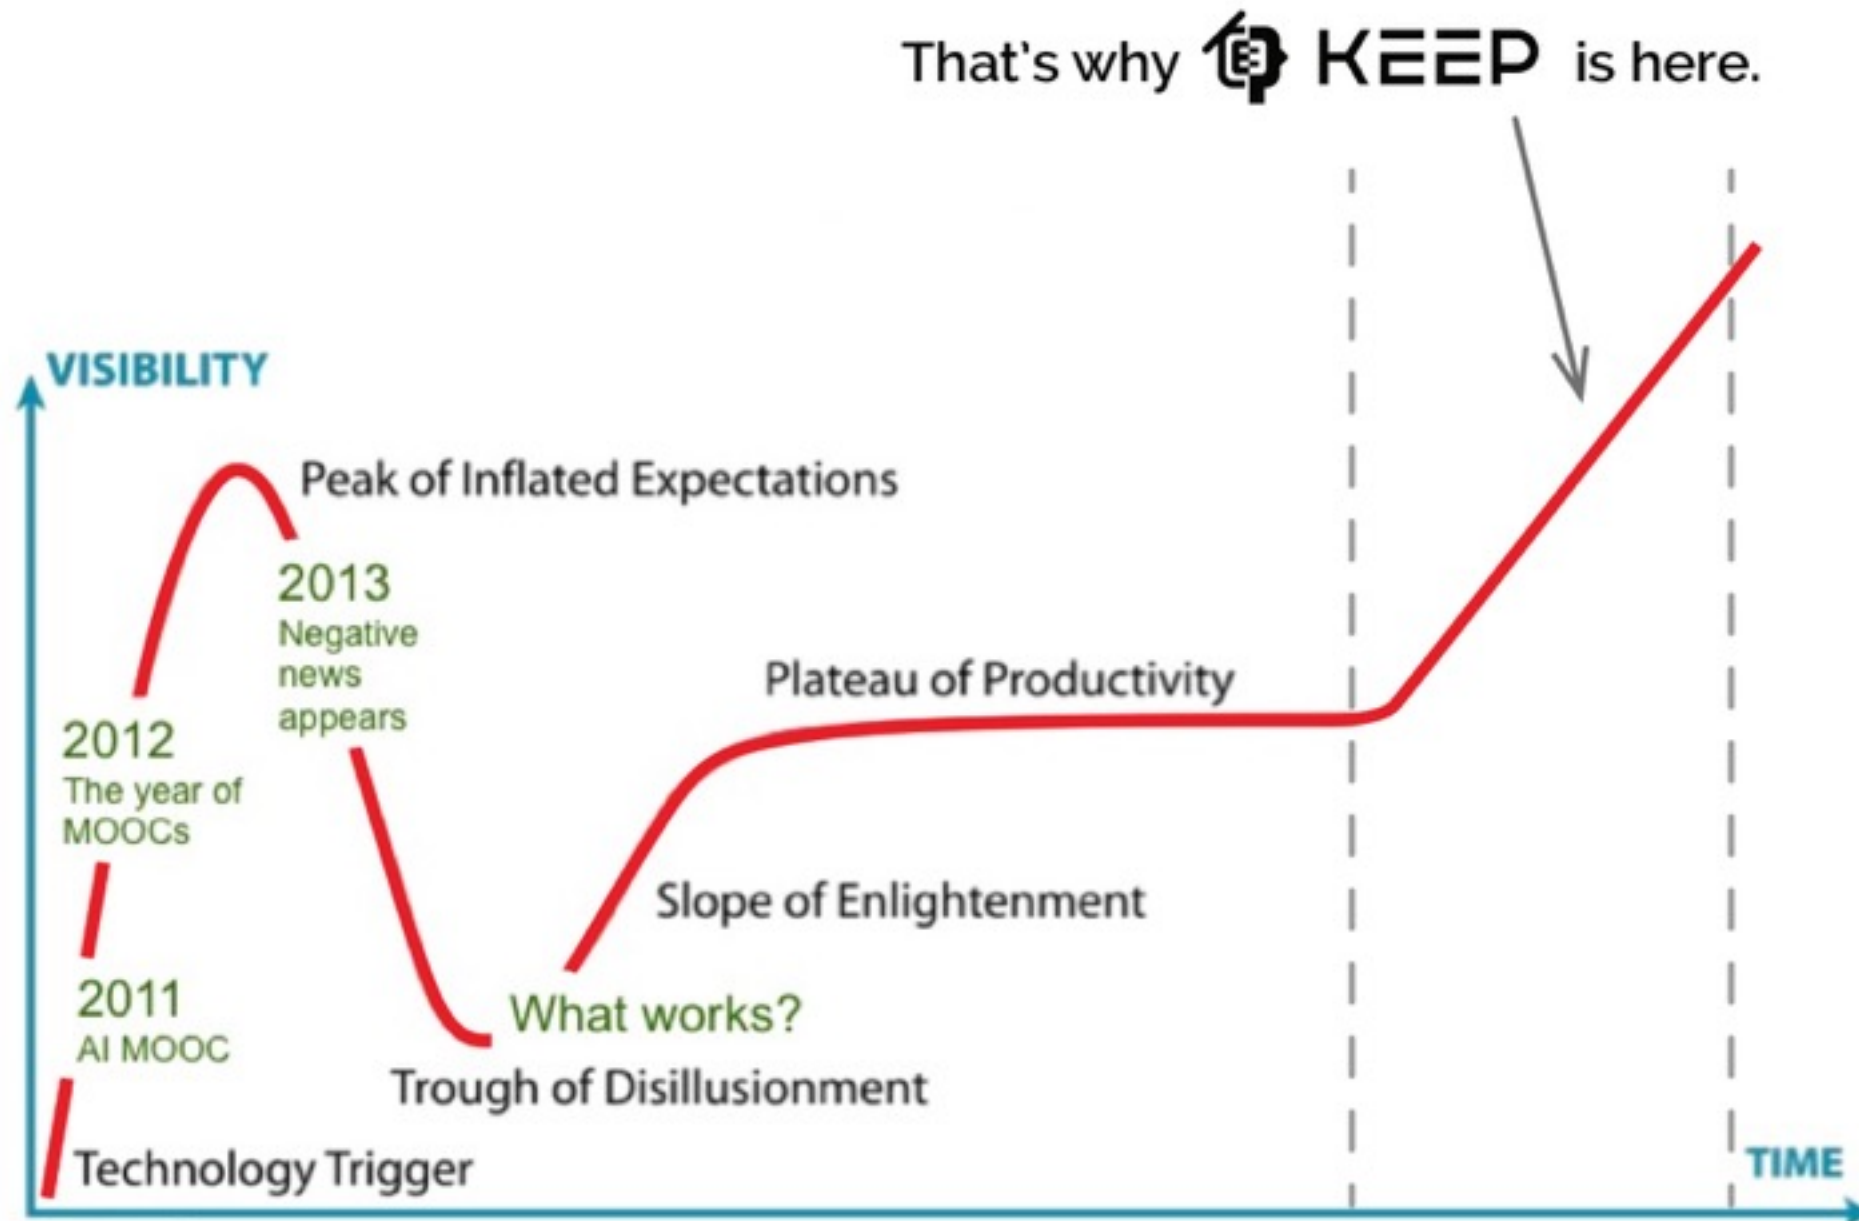 That's why KEEP is here.
VISIBILITY
Peak of Inflated Expectations
2013
Negative
news
appears
Plateau of Productivity
2012
The year of
MOOCs
Slope of Enlightenment
2011
AI MOOC
What works?
Trough of Disillusionment
Technology Trigger
TIME